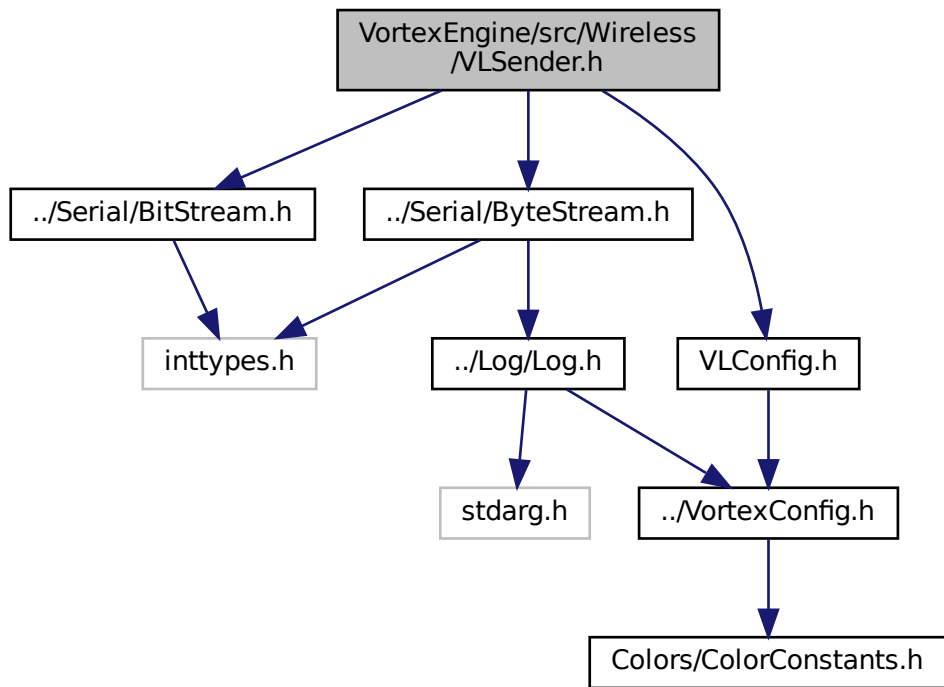 VortexEngine/src/Wireless
/VLSender.h
../Serial/BitStream.h
../Serial/ByteStream.h
inttypes.h
../Log/Log.h
VLConfig.h
stdarg.h
../VortexConfig.h
Colors/ColorConstants.h